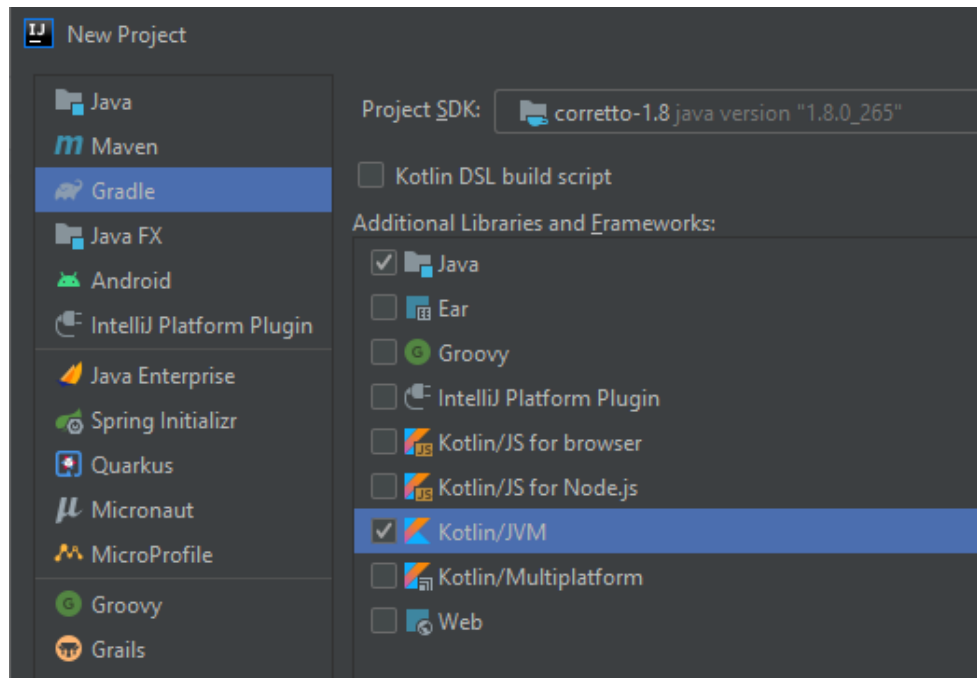 New Project
Java
Maven
Gradle
Java FX
Android
IntelliJ Platform Plugin
Java Enterprise
Spring Initializr
Quarkus
Micronaut
MicroProfile
Groovy
Grails
Project SDK: corretto-1.8 java version "1.8.0_265"
Kotlin DSL build script
Additional Libraries and Frameworks:
Java
Ear
Groovy
IntelliJ Platform Plugin
Kotlin/JS for browser
Kotlin/JS for Node.js
Kotlin/JVM
Kotlin/Multiplatform
Web